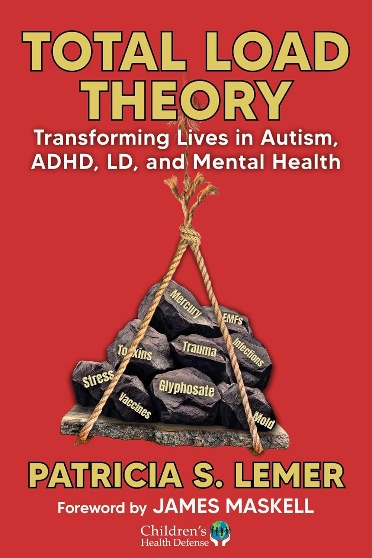 TOTAL LOAD
THEORY
Transforming Lives in Autism,
ADHD, LD, and Mental Health
Mercury
EMFs
Toxins
Trauma
Infections
Stress
Glyphosate
Vaccines
Mold
PATRICIA S. LEMER
Foreword by JAMES MASKELL
Children's
Health Defense